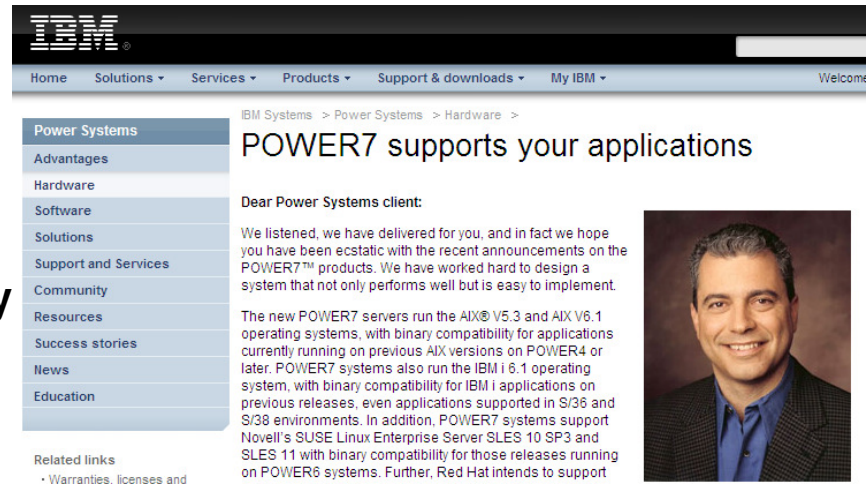 IBM®
Home Solutions Services Products Support & downloads My IBM Welcome
Power Systems
Advantages
Hardware
Software
Solutions
Support and Services
Community
Resources
Success stories
News
Education
Related links
• Warranties, licenses and
y
IBM Systems > Power Systems > Hardware >
POWER7 supports your applications
Dear Power Systems client:
We listened, we have delivered for you, and in fact we hope
you have been ecstatic with the recent announcements on the
POWER7™ products. We have worked hard to design a
system that not only performs well but is easy to implement.
The new POWER7 servers run the AIX® V5.3 and AIX V6.1
operating systems, with binary compatibility for applications
currently running on previous AIX versions on POWER4 or
later. POWER7 systems also run the IBM i 6.1 operating
system, with binary compatibility for IBM i applications on
previous releases, even applications supported in S/36 and
S/38 environments. In addition, POWER7 systems support
Novell's SUSE Linux Enterprise Server SLES 10 SP3 and
SLES 11 with binary compatibility for those releases running
on POWER6 systems. Further, Red Hat intends to support